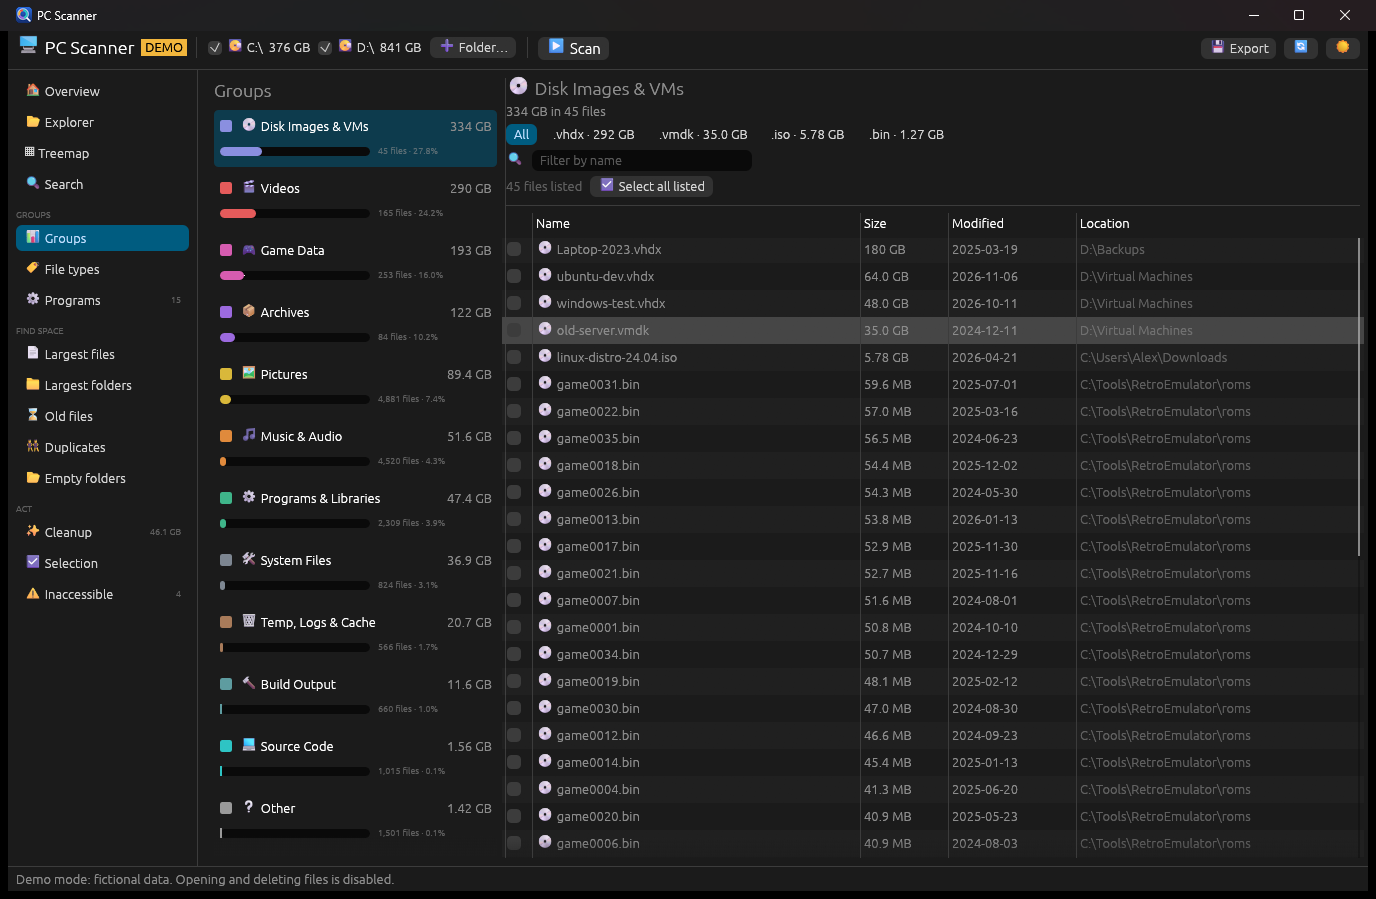 PC Scanner
PC Scanner DEMO C:\ 376 GB D:\ 841 GB Folder... Scan Export
Overview
Explorer
Treemap
Search
GROUPS
Groups
File types
Programs 15
FIND SPACE
Largest files
Largest folders
Old files
Duplicates
Empty folders
ACT
Cleanup 46.1 GB
Selection
Inaccessible 4
Groups
Disk Images & VMs 334 GB
45 files · 27.8%
Videos 290 GB
165 files · 24.2%
Game Data 193 GB
253 files · 16.0%
Archives 122 GB
84 files · 10.2%
Pictures 89.4 GB
4,881 files · 7.4%
Music & Audio 51.6 GB
4,520 files · 4.3%
Programs & Libraries 47.4 GB
2,309 files · 3.9%
System Files 36.9 GB
824 files · 3.1%
Temp, Logs & Cache 20.7 GB
566 files · 1.7%
Build Output 11.6 GB
660 files · 1.0%
Source Code 1.56 GB
1,015 files · 0.1%
? Other 1.42 GB
1,501 files · 0.1%
Disk Images & VMs
334 GB in 45 files
All .vhdx · 292 GB .vmdk · 35.0 GB .iso · 5.78 GB .bin · 1.27 GB
Filter by name
45 files listed Select all listed
Name Size Modified Location
Laptop-2023.vhdx 180 GB 2025-03-19 D:\Backups
ubuntu-dev.vhdx 64.0 GB 2026-11-06 D:\Virtual Machines
windows-test.vhdx 48.0 GB 2026-10-11 D:\Virtual Machines
old-server.vmdk 35.0 GB 2024-12-11 D:\Virtual Machines
linux-distro-24.04.iso 5.78 GB 2026-04-21 C:\Users\Alex\Downloads
game0031.bin 59.6 MB 2025-07-01 C:\Tools\RetroEmulator\roms
game0022.bin 57.0 MB 2025-03-16 C:\Tools\RetroEmulator\roms
game0035.bin 56.5 MB 2024-06-23 C:\Tools\RetroEmulator\roms
game0018.bin 54.4 MB 2025-12-02 C:\Tools\RetroEmulator\roms
game0026.bin 54.3 MB 2024-05-30 C:\Tools\RetroEmulator\roms
game0013.bin 53.8 MB 2026-01-13 C:\Tools\RetroEmulator\roms
game0017.bin 52.9 MB 2025-11-30 C:\Tools\RetroEmulator\roms
game0021.bin 52.7 MB 2025-11-16 C:\Tools\RetroEmulator\roms
game0007.bin 51.6 MB 2024-08-01 C:\Tools\RetroEmulator\roms
game0001.bin 50.8 MB 2024-10-10 C:\Tools\RetroEmulator\roms
game0034.bin 50.7 MB 2024-12-29 C:\Tools\RetroEmulator\roms
game0019.bin 48.1 MB 2025-02-12 C:\Tools\RetroEmulator\roms
game0030.bin 47.0 MB 2024-08-30 C:\Tools\RetroEmulator\roms
game0012.bin 46.6 MB 2024-09-23 C:\Tools\RetroEmulator\roms
game0014.bin 45.4 MB 2025-01-13 C:\Tools\RetroEmulator\roms
game0004.bin 41.3 MB 2025-06-20 C:\Tools\RetroEmulator\roms
game0020.bin 40.9 MB 2025-05-23 C:\Tools\RetroEmulator\roms
game0006.bin 40.9 MB 2024-08-03 C:\Tools\RetroEmulator\roms
Demo mode: fictional data. Opening and deleting files is disabled.